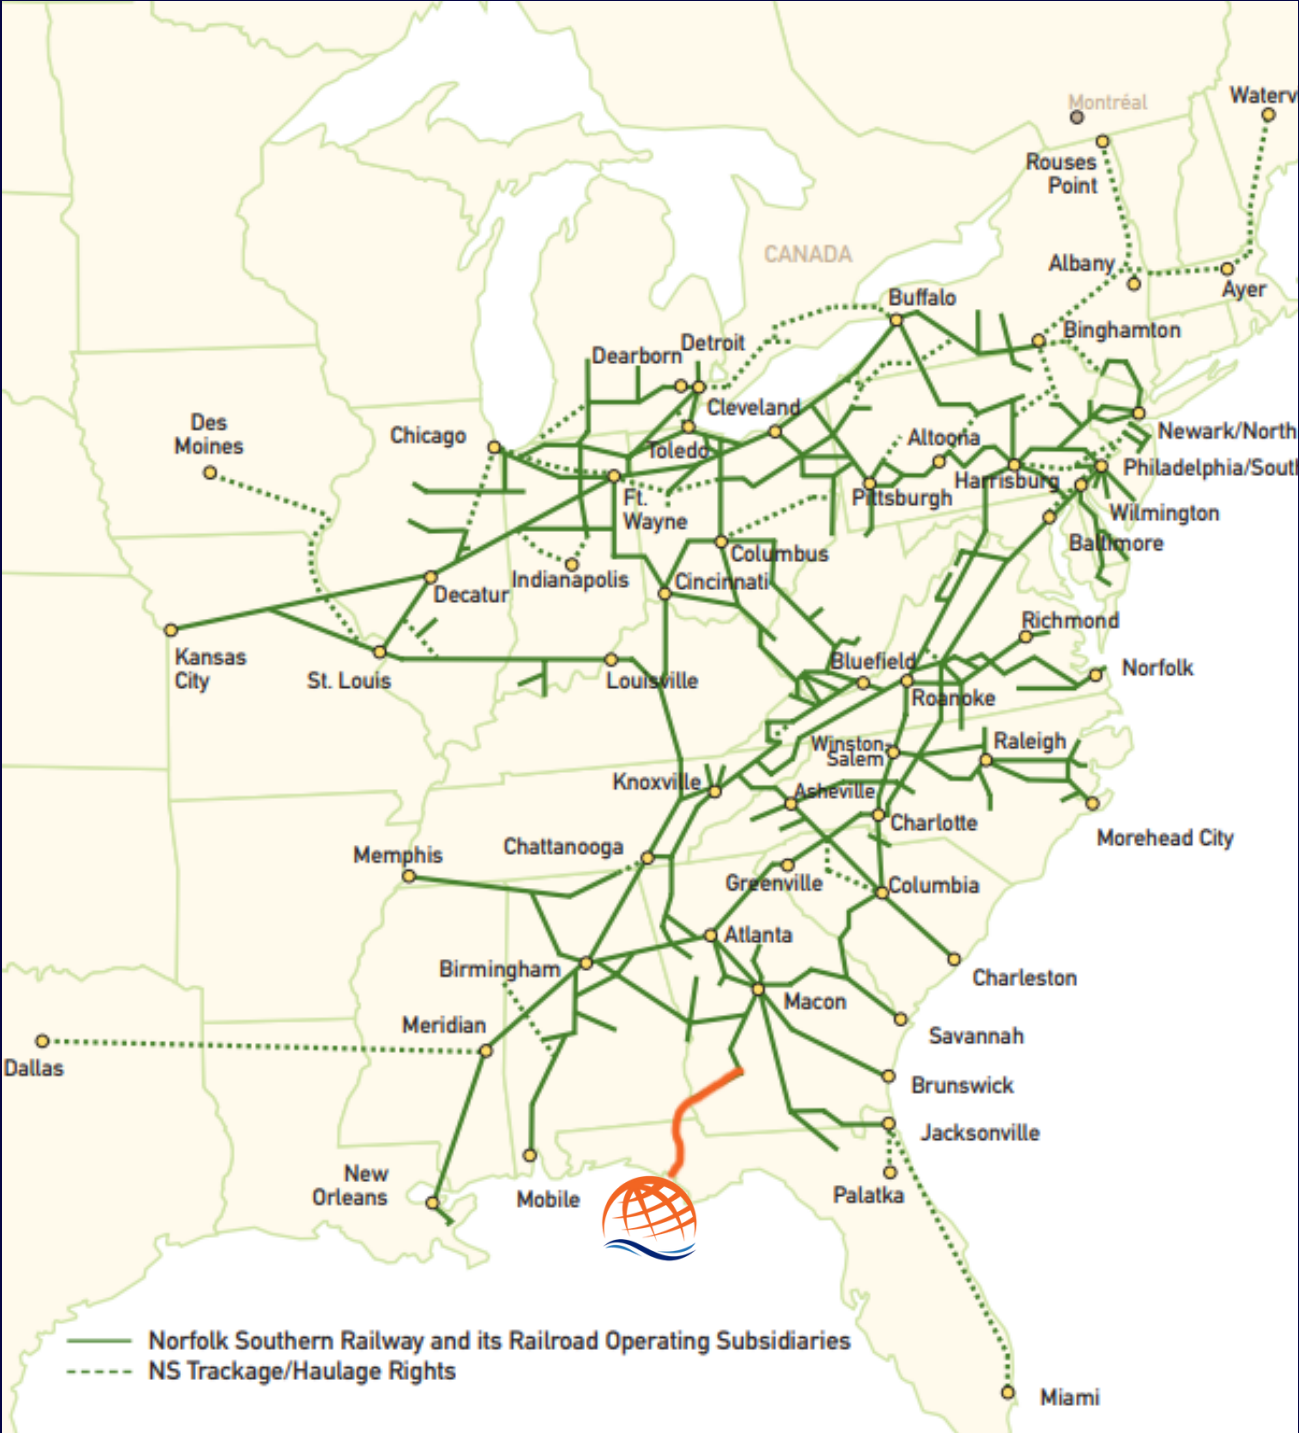 Montréal
Waterv
Rouses
Point
CANADA
Albany
Ayer
Buffalo
Binghamton
Detroit
Dearborn
Cleveland
Des
Moines
Chicago
Toledo
Altoona
Newark/North
Harrisburg
Philadelphia/Sout
Pittsburgh
Ft.
Wayne
Wilmington
Baltimore
Columbus
Indianapolis
Cincinnati
Decatur
Richmond
Kansas
City
St. Louis
Louisville
Bluefield
Norfolk
Roanoke
Winston-
Salem
Raleigh
Knoxville
Asheville
Charlotte
Morehead City
Chattanooga
Memphis
Greenville
Columbia
Atlanta
Birmingham
Charleston
Macon
Meridian
Savannah
Dallas
Brunswick
Jacksonville
New
Orleans
Mobile
Palatka
Norfolk Southern Railway and its Railroad Operating Subsidiaries
NS Trackage/Haulage Rights
Miami